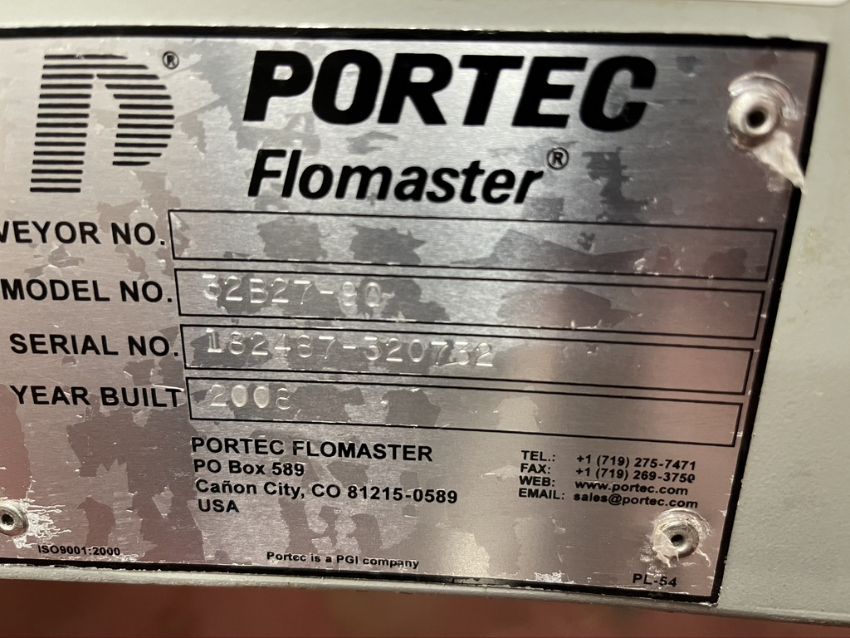 PORTEC
Flomaster®
VEYOR NO.
MODEL NO. 32B27-90
SERIAL NO. 182487-320732
YEAR BUILT 2008
PORTEC FLOMASTER
PO Box 589
Cañon City, CO 81215-0589
USA
TEL.: +1 (719) 275-7471
FAX: +1 (719) 269-3750
WEB: www.portec.com
EMAIL: sales@portec.com
ISO9001:2000
Portec is a PGI company
PL-54